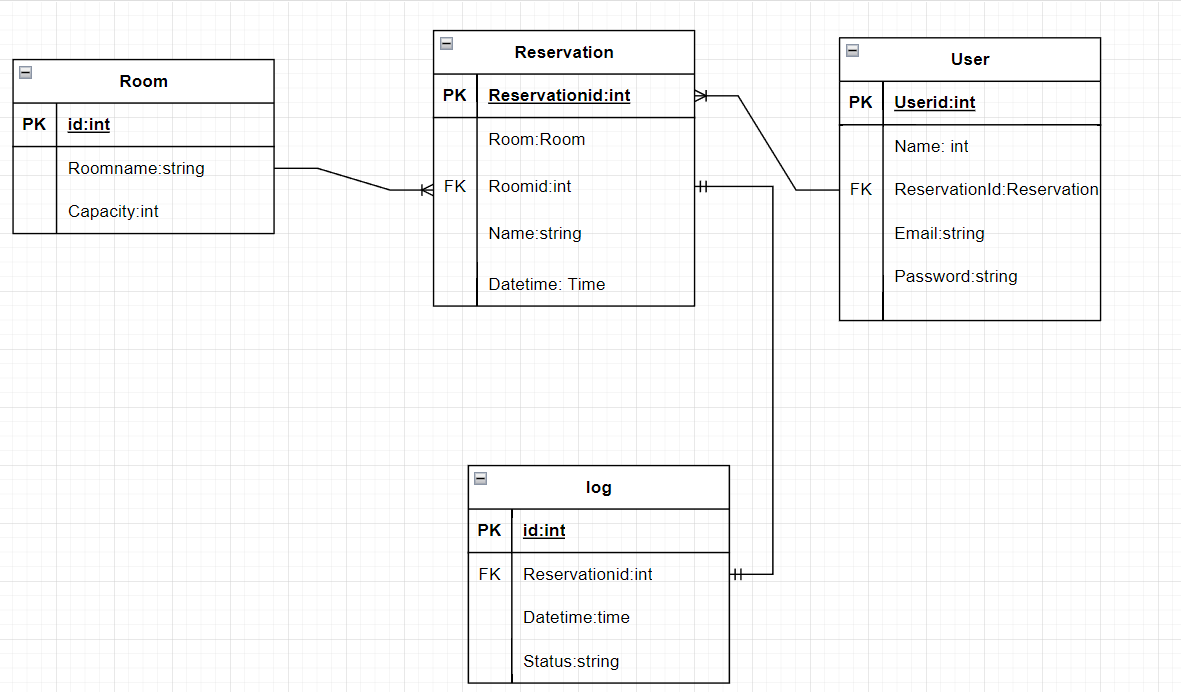 Room
PK id:int
Roomname:string
Capacity:int
Reservation
PK Reservationid:int
Room:Room
FK Roomid:int
Name:string
Datetime: Time
User
PK Userid:int
Name: int
FK ReservationId:Reservation
Email:string
Password:string
log
PK id:int
FK Reservationid:int
Datetime:time
Status:string